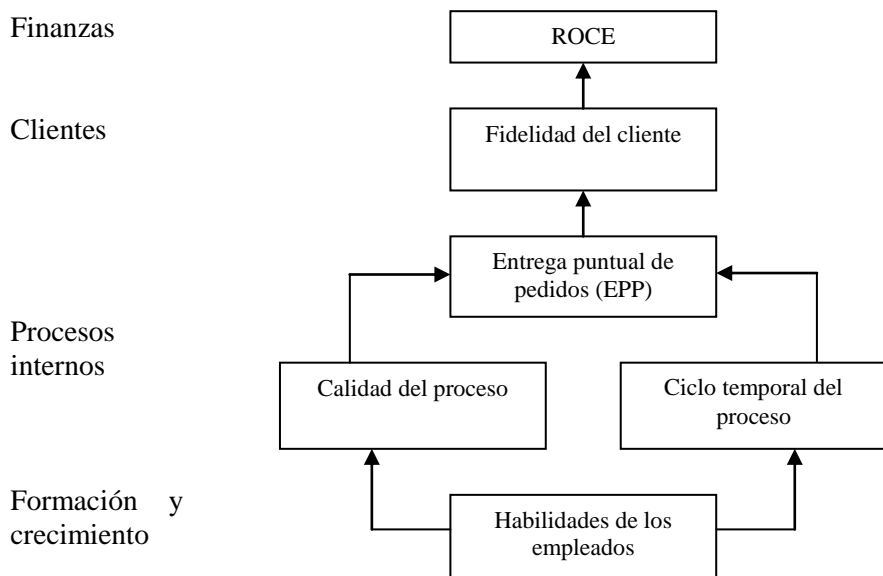 Finanzas
ROCE
Clientes
Fidelidad del cliente
Entrega puntual de
pedidos (EPP)
Procesos
internos
Calidad del proceso
Ciclo temporal del
proceso
Formación y
crecimiento
Habilidades de los
empleados